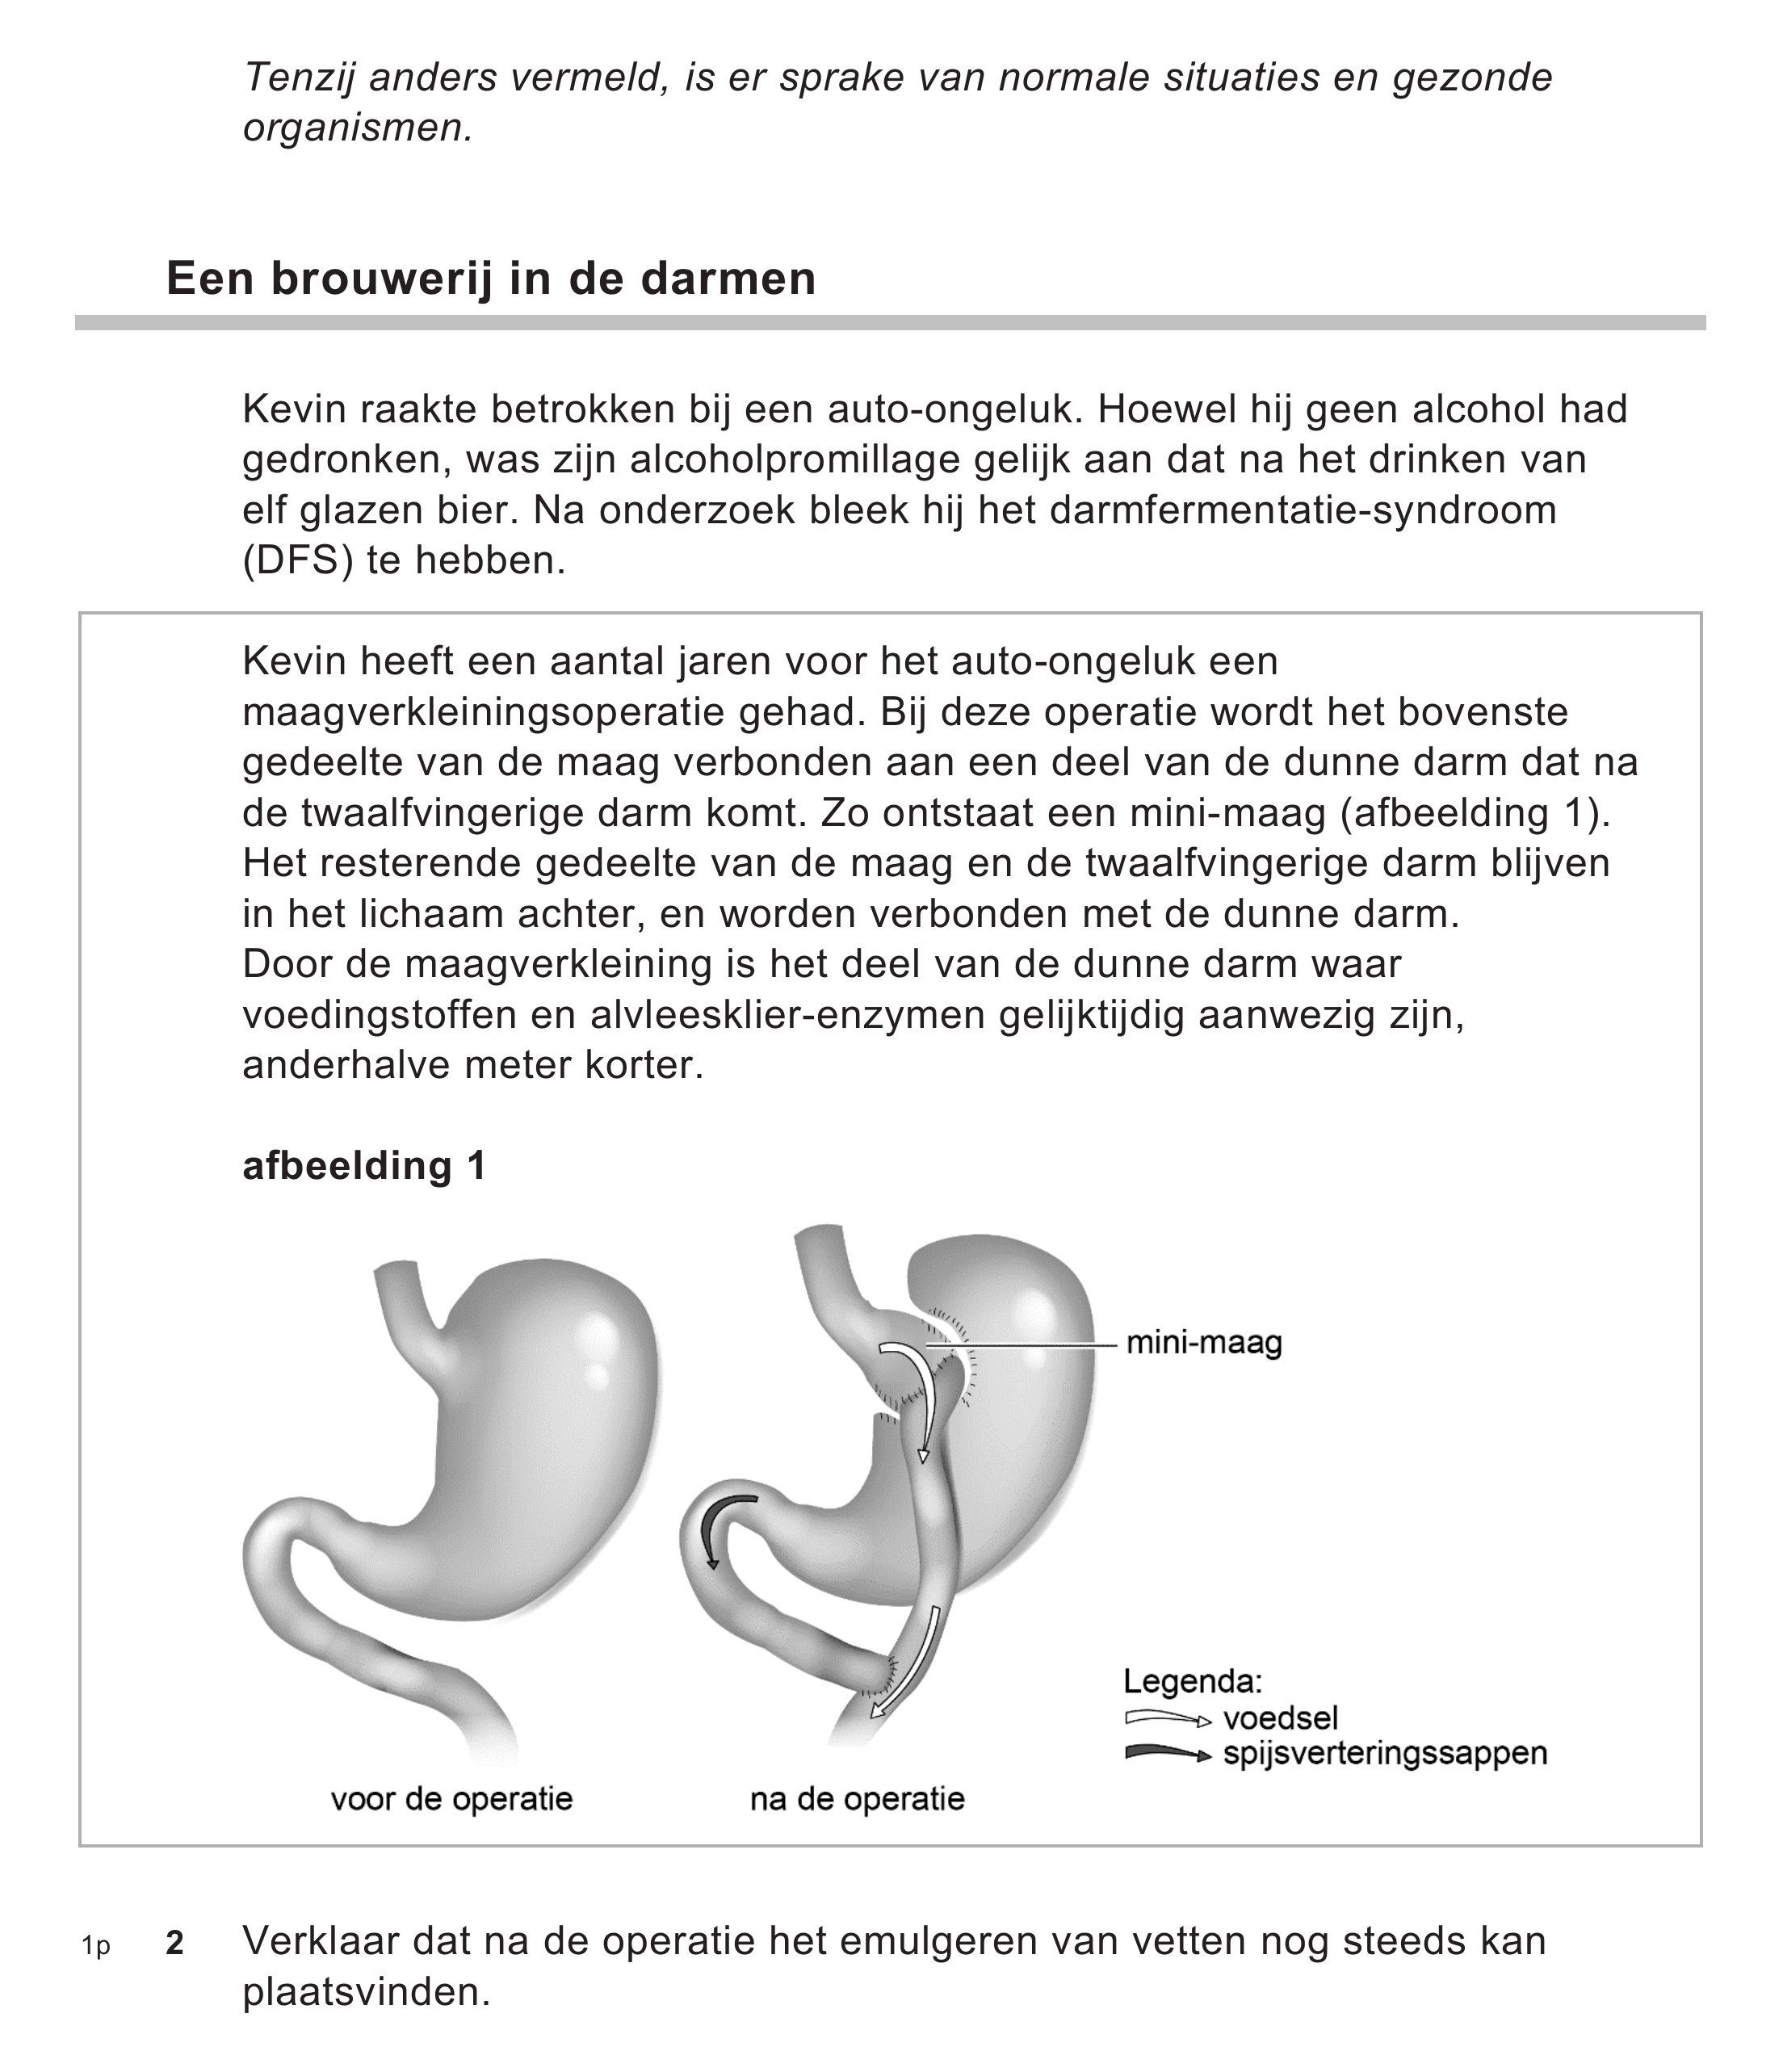 Tenzij anders vermeld, is er sprake van normale situaties en gezonde
organismen.
Een brouwerij in de darmen
Kevin raakte betrokken bij een auto-ongeluk. Hoewel hij geen alcohol had
gedronken, was zijn alcoholpromillage gelijk aan dat na het drinken van
elf glazen bier. Na onderzoek bleek hij het darmfermentatie-syndroom
(DFS) te hebben.
Kevin heeft een aantal jaren voor het auto-ongeluk een
maagverkleiningsoperatie gehad. Bij deze operatie wordt het bovenste
gedeelte van de maag verbonden aan een deel van de dunne darm dat na
de twaalfvingerige darm komt. Zo ontstaat een mini-maag (afbeelding 1).
Het resterende gedeelte van de maag en de twaalfvingerige darm blijven
in het lichaam achter, en worden verbonden met de dunne darm.
Door de maagverkleining is het deel van de dunne darm waar
voedingstoffen en alvleesklier-enzymen gelijktijdig aanwezig zijn,
anderhalve meter korter.
afbeelding 1
mini-maag
Legenda:
voedsel
spijsverteringssappen
voor de operatie
na de operatie
1p 2 Verklaar dat na de operatie het emulgeren van vetten nog steeds kan
plaatsvinden.